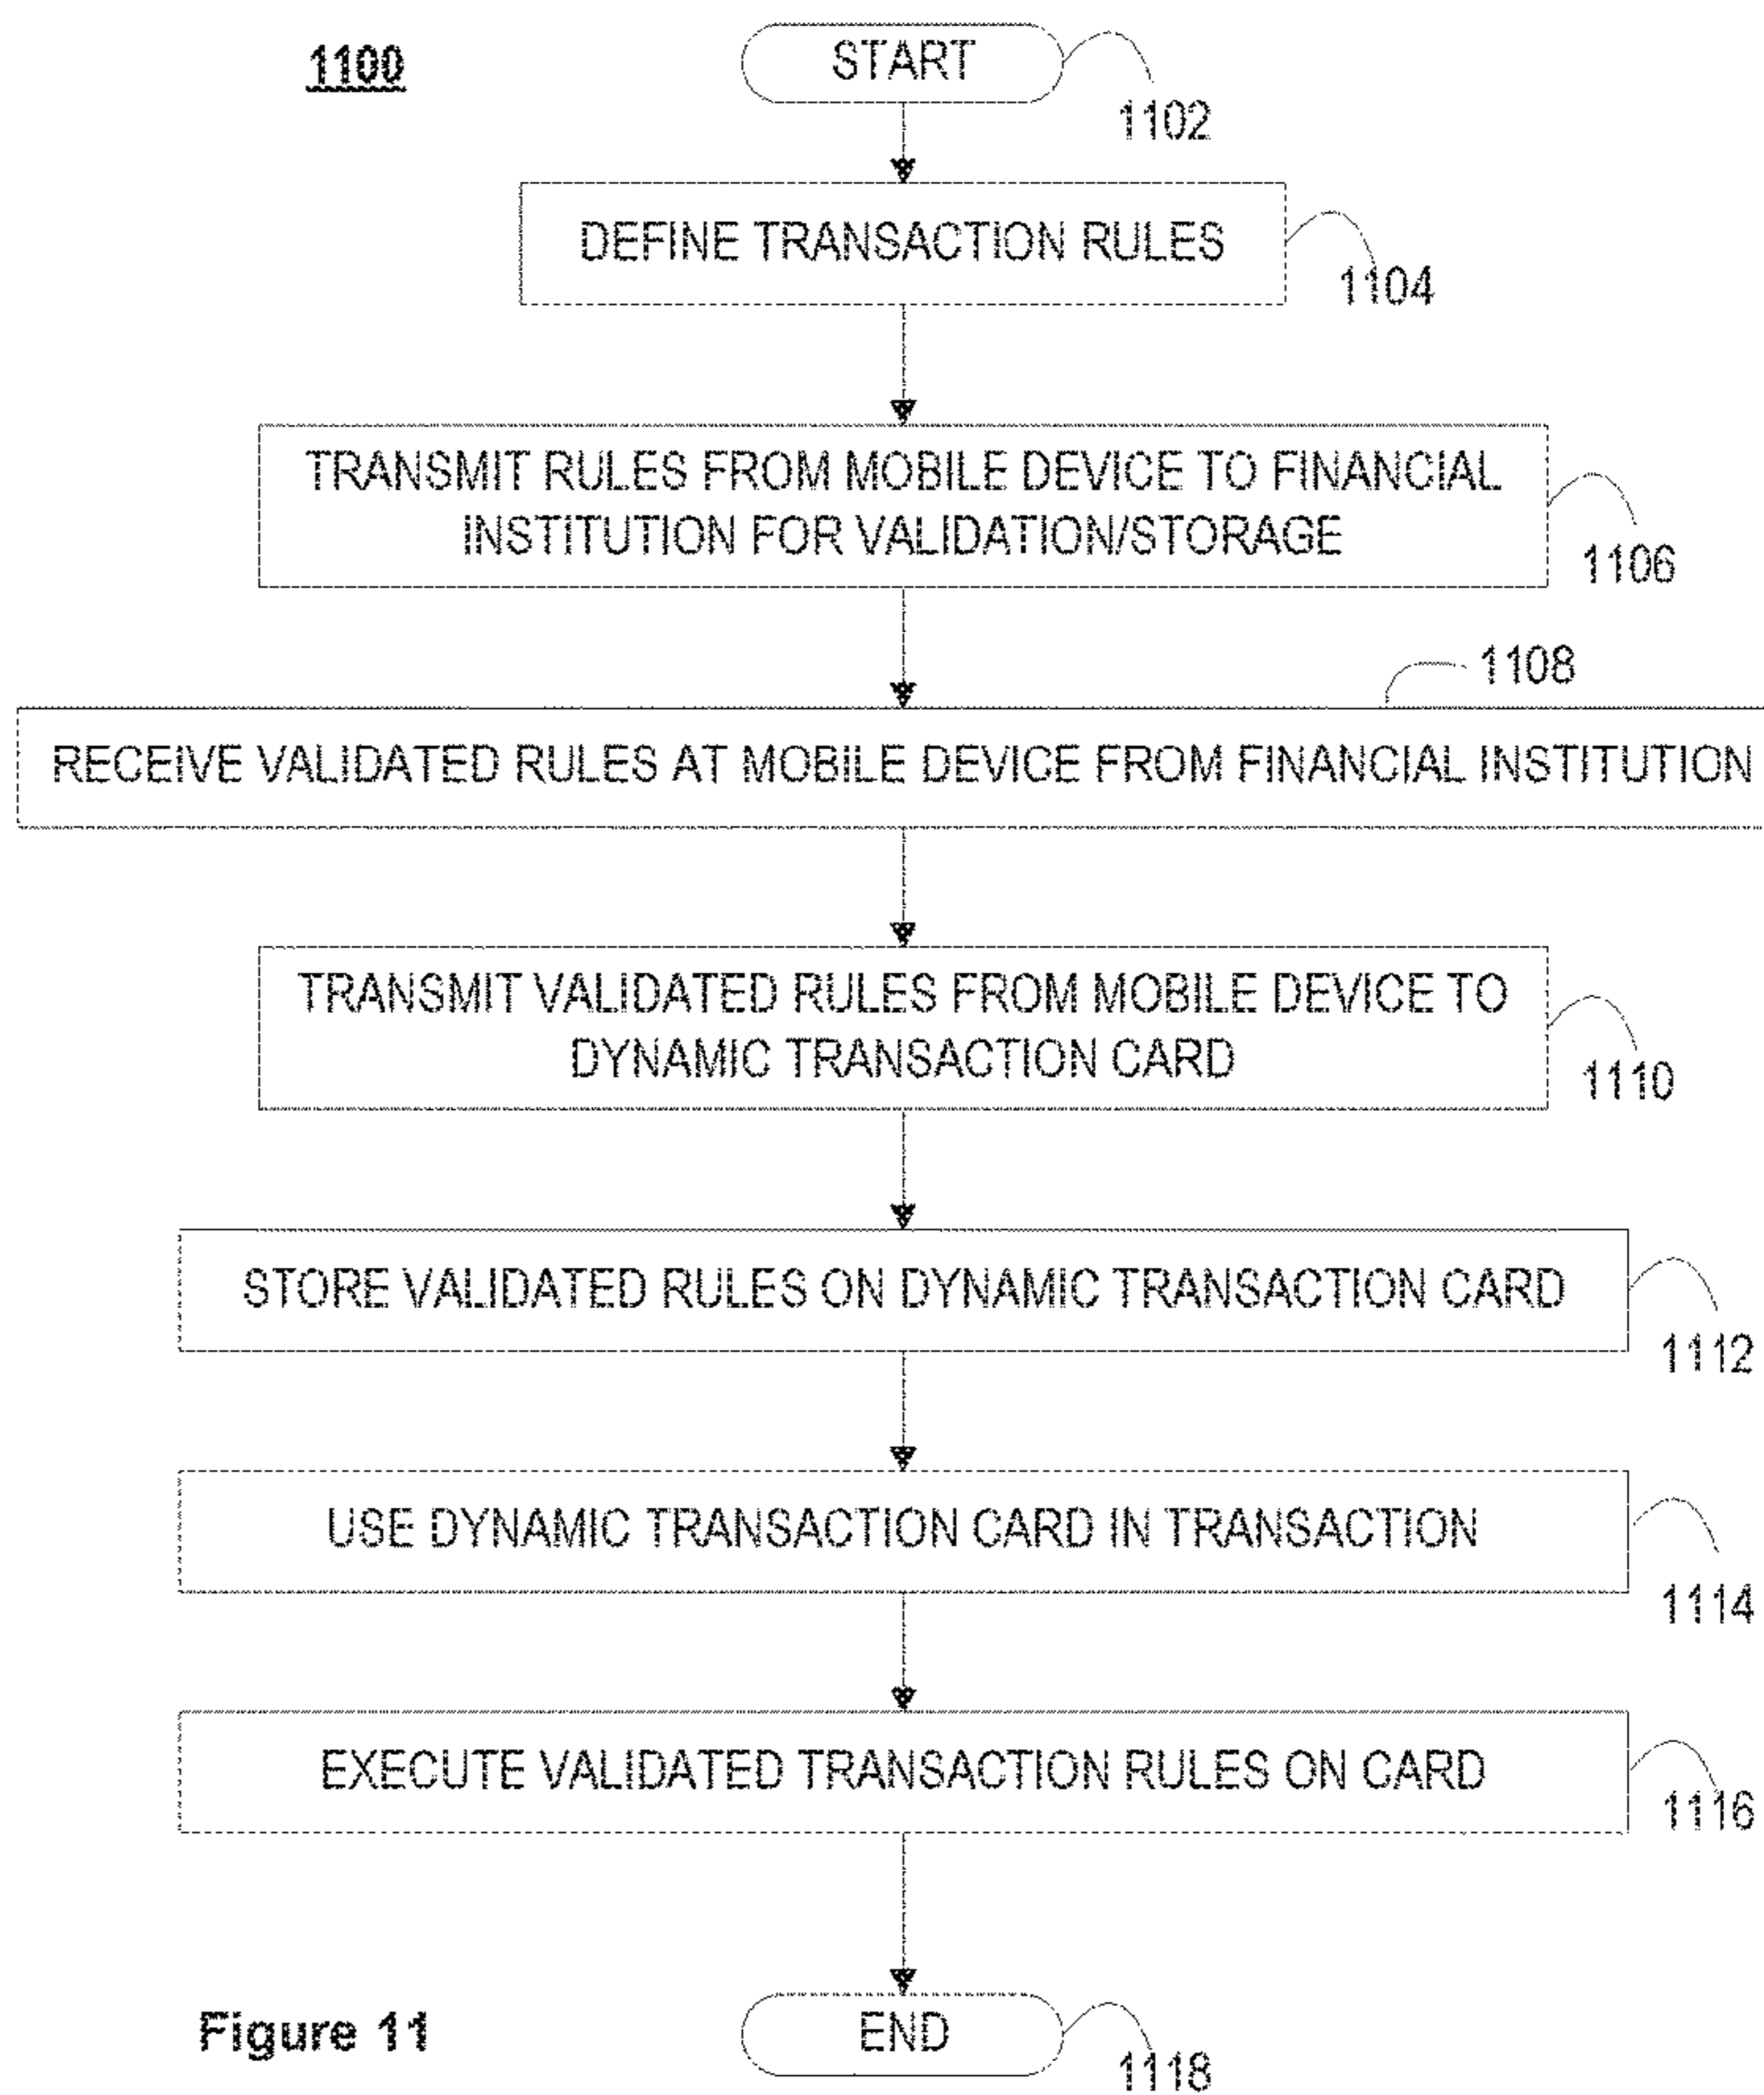 1100
START
1102
DEFINE TRANSACTION RULES
1104
TRANSMIT RULES FROM MOBILE DEVICE TO FINANCIAL
INSTITUTION FOR VALIDATION/STORAGE
1106
1108
RECEIVE VALIDATED RULES AT MOBILE DEVICE FROM FINANCIAL INSTITUTION
TRANSMIT VALIDATED RULES FROM MOBILE DEVICE TO
DYNAMIC TRANSACTION CARD
1110
STORE VALIDATED RULES ON DYNAMIC TRANSACTION CARD
1112
USE DYNAMIC TRANSACTION CARD IN TRANSACTION
1114
EXECUTE VALIDATED TRANSACTION RULES ON CARD
1116
END
1118
Figure 11